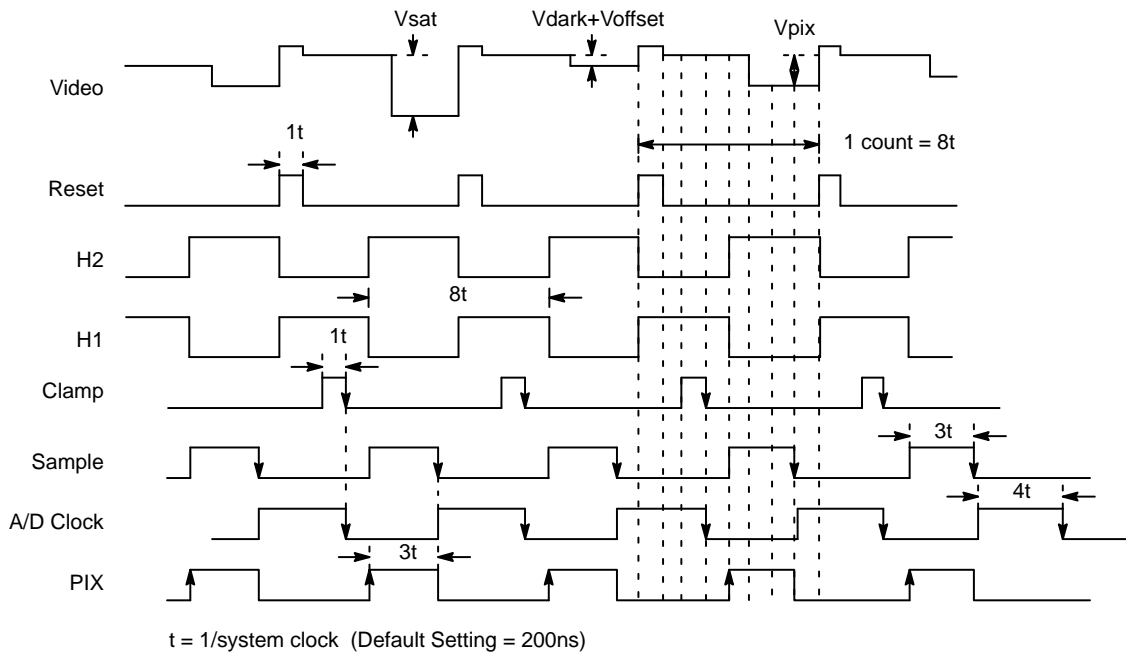 Vsat
Vdark+Voffset
Vpix
Video
1t
1 count = 8t
Reset
H2
8t
H1
1t
Clamp
3t
Sample
4t
A/D Clock
3t
PIX
t = 1/system clock (Default Setting = 200ns)